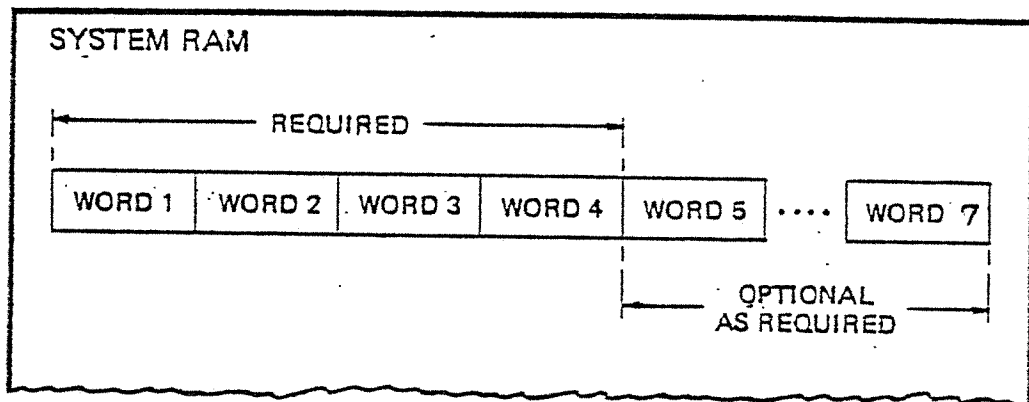 SYSTEM RAM
REQUIRED
WORD 1 WORD 2 WORD 3 WORD 4 WORD 5 .... WORD 7
OPTIONAL
AS REQUIRED